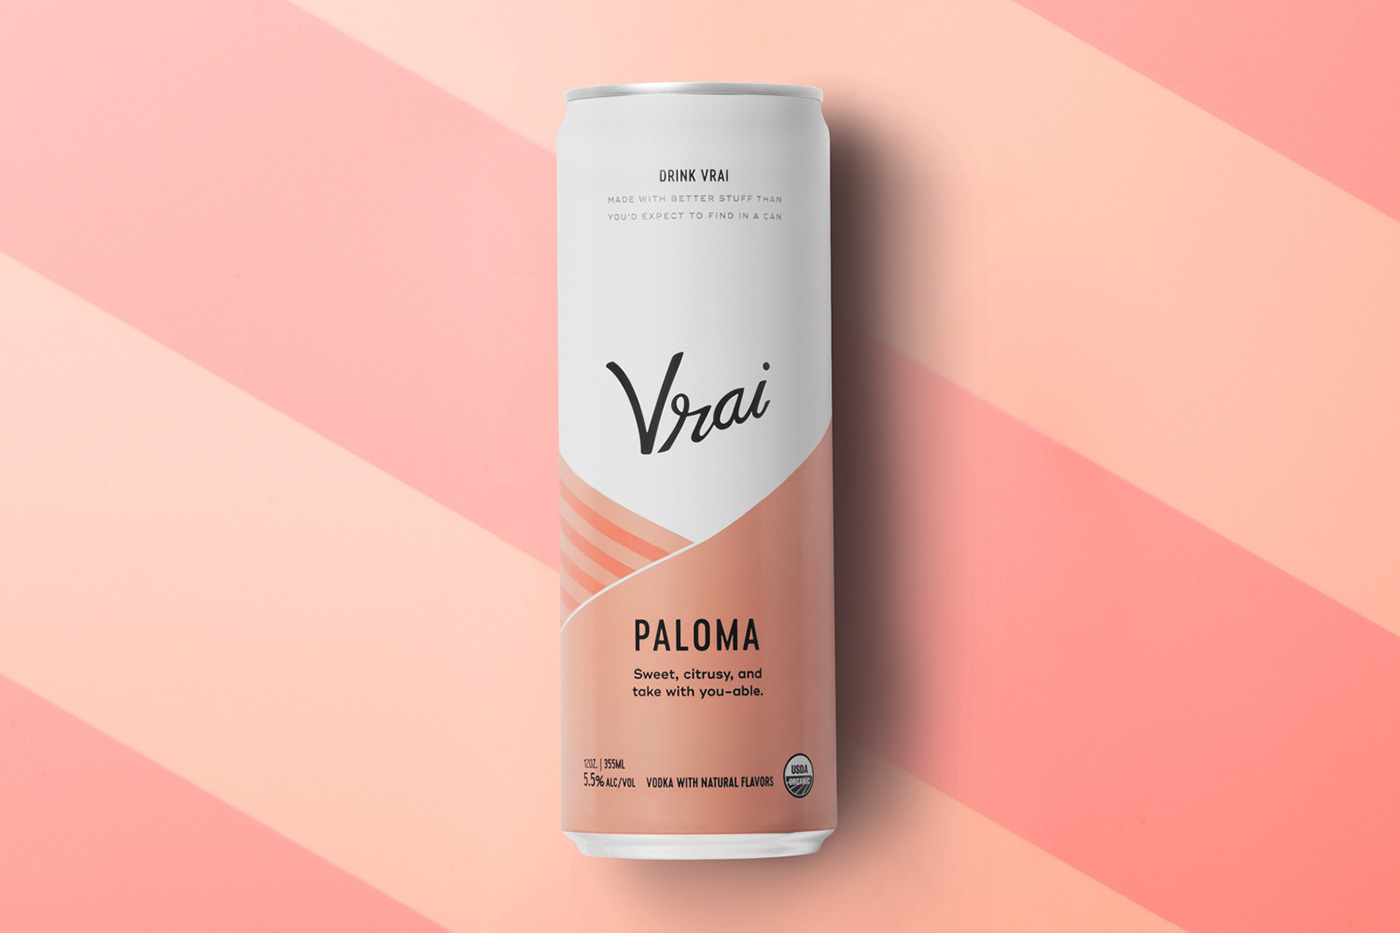 DRINK VRAI
MADE WITH BETTER STUFF THAN
YOU'D EXPECT TO FIND IN A CAN
Vrai
PALOMA
Sweet, citrusy, and
take with you-able.
12OZ. | 355ML
5.5% ALC/VOL VODKA WITH NATURAL FLAVORS
USDA
ORGANIC